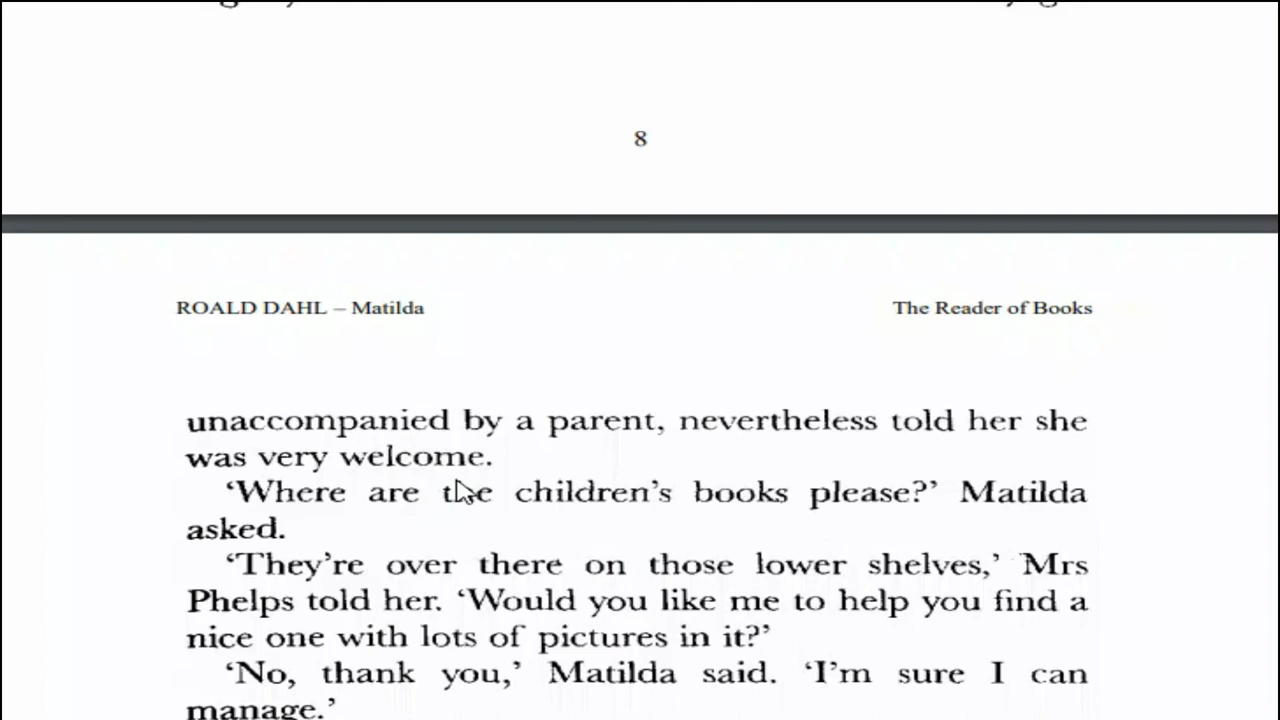 8
ROALD DAHL – Matilda The Reader of Books
unaccompanied by a parent, nevertheless told her she
was very welcome.
‘Where are the children’s books please?’ Matilda
asked.
‘They’re over there on those lower shelves,’ Mrs
Phelps told her. ‘Would you like me to help you find a
nice one with lots of pictures in it?’
‘No, thank you,’ Matilda said. ‘I’m sure I can
manage.’